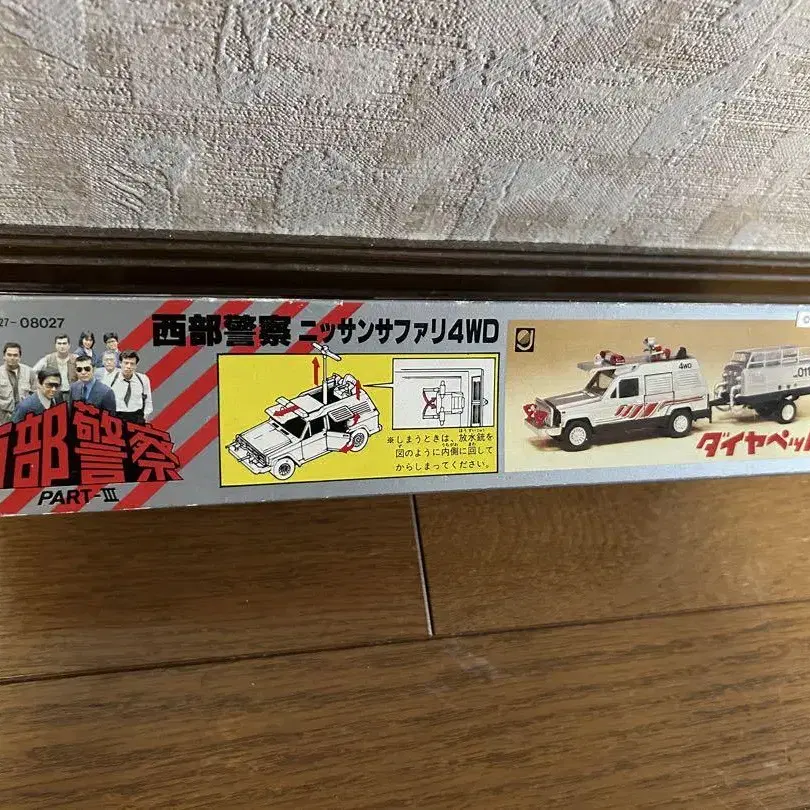 27-08027
西部警察 ニッサンサファリ4WD
西部警察
PART-III
※しまうときは、放水銃を
図のように内側に回して
からしまってください。
4WD
011
ダイヤペット